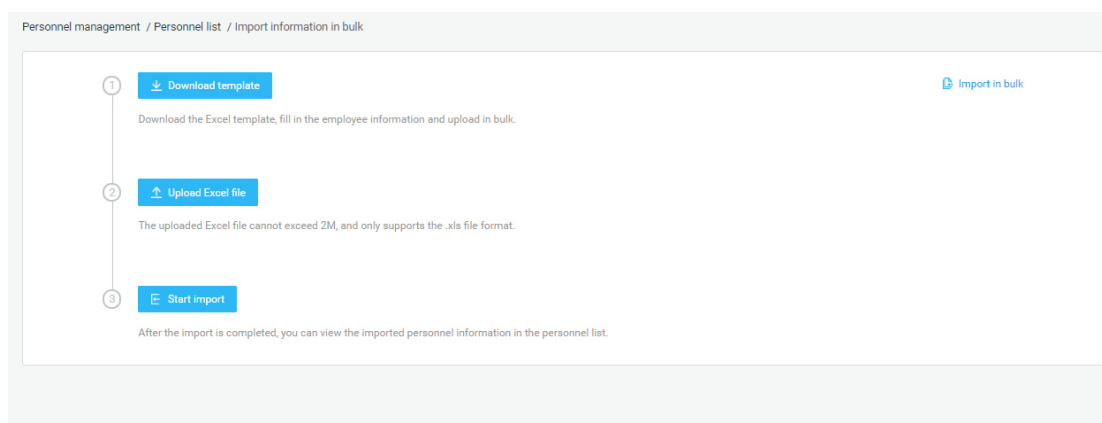 Personnel management / Personnel list / Import information in bulk
1 Download template
Import in bulk
Download the Excel template, fill in the employee information and upload in bulk.
2 Upload Excel file
The uploaded Excel file cannot exceed 2M, and only supports the .xls file format.
3 Start import
After the import is completed, you can view the imported personnel information in the personnel list.